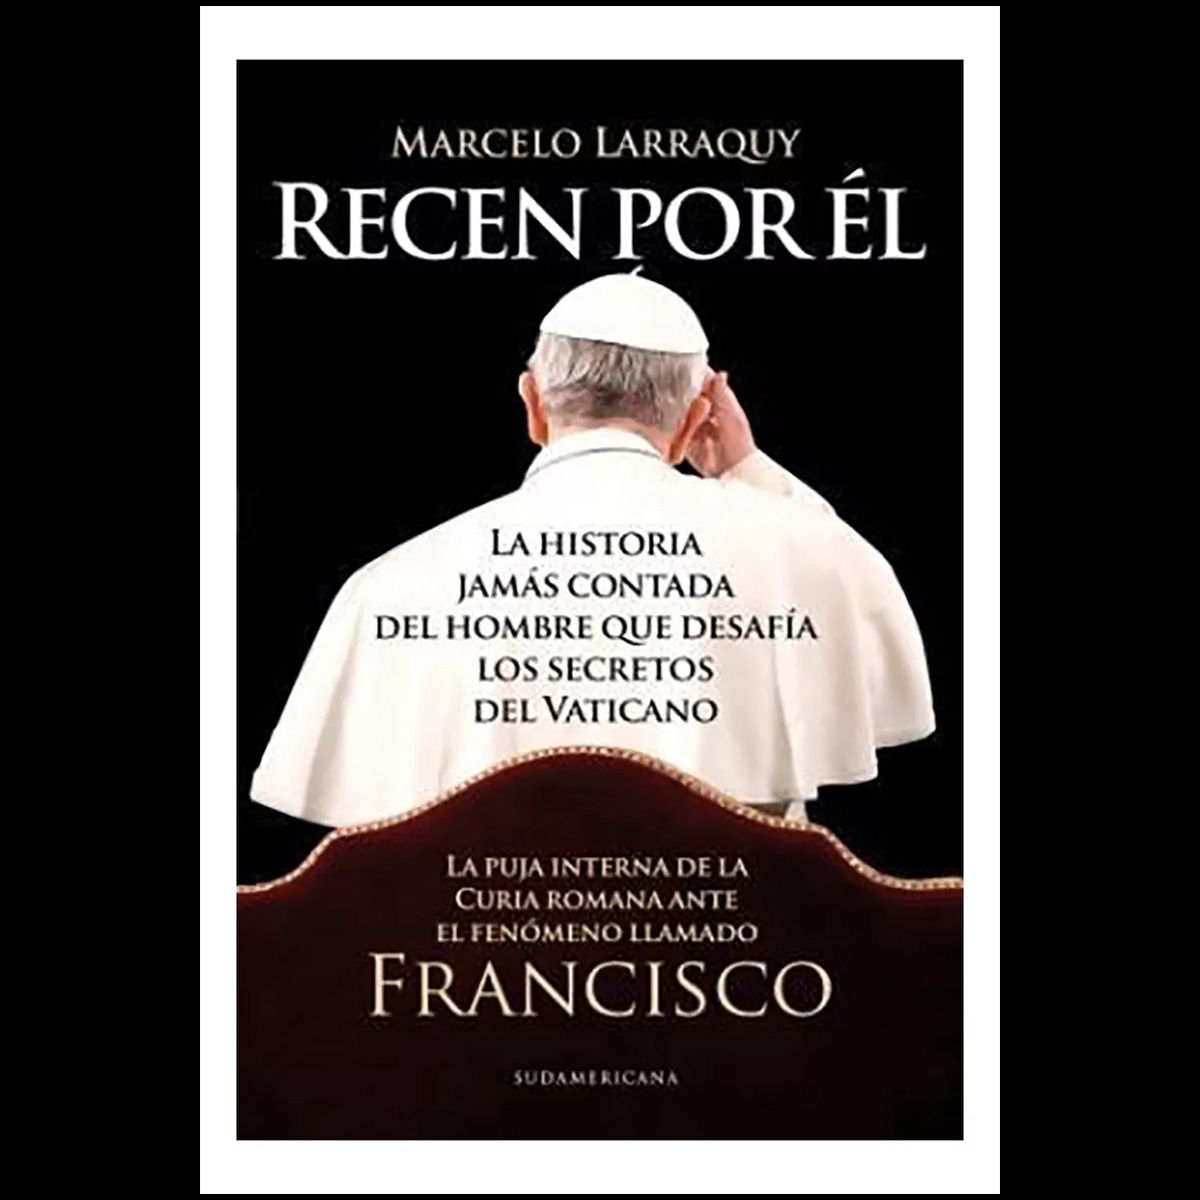 Marcelo Larraquy
Recen por él
La historia
jamás contada
del hombre que desafía
los secretos
del Vaticano
La puja interna de la
Curia romana ante
el fenómeno llamado
Francisco
SUDAMERICANA